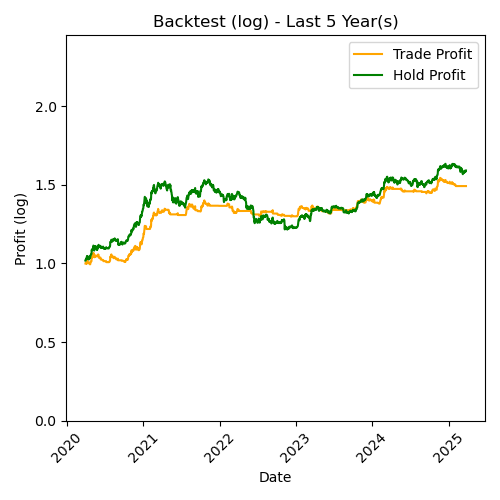 Backtest (log) - Last 5 Year(s)
Trade Profit
Hold Profit
2.0
1.5
1.0
0.5
0.0
Profit (log)
2020
2021
2022
2023
2024
2025
Date